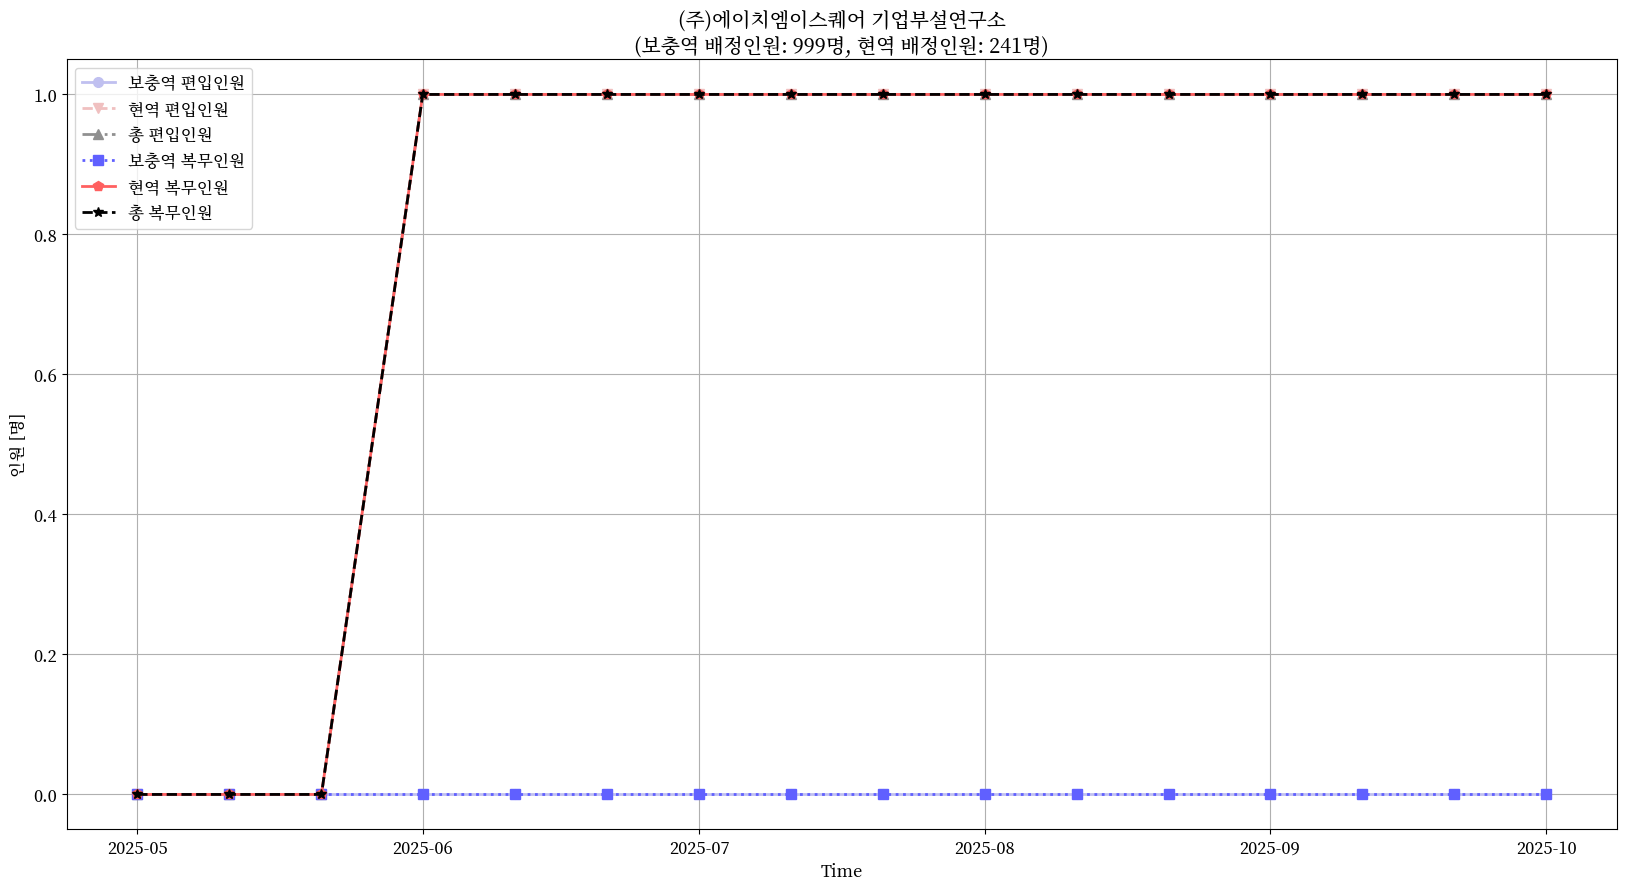 (주)에이치엠이스퀘어 기업부설연구소
(보충역 배정인원: 999명, 현역 배정인원: 241명)
보충역 편입인원
현역 편입인원
총 편입인원
보충역 복무인원
현역 복무인원
총 복무인원
인원 [명]
1.0
0.8
0.6
0.4
0.2
0.0
2025-05 2025-06 2025-07 2025-08 2025-09 2025-10
Time